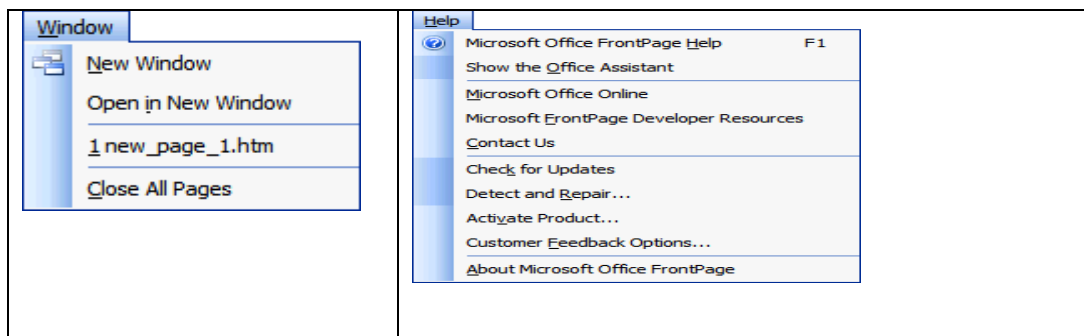 Window
New Window
Open in New Window
1 new_page_1.htm
Close All Pages
Help
Microsoft Office FrontPage Help F1
Show the Office Assistant
Microsoft Office Online
Microsoft FrontPage Developer Resources
Contact Us
Check for Updates
Detect and Repair...
Activate Product...
Customer Feedback Options...
About Microsoft Office FrontPage